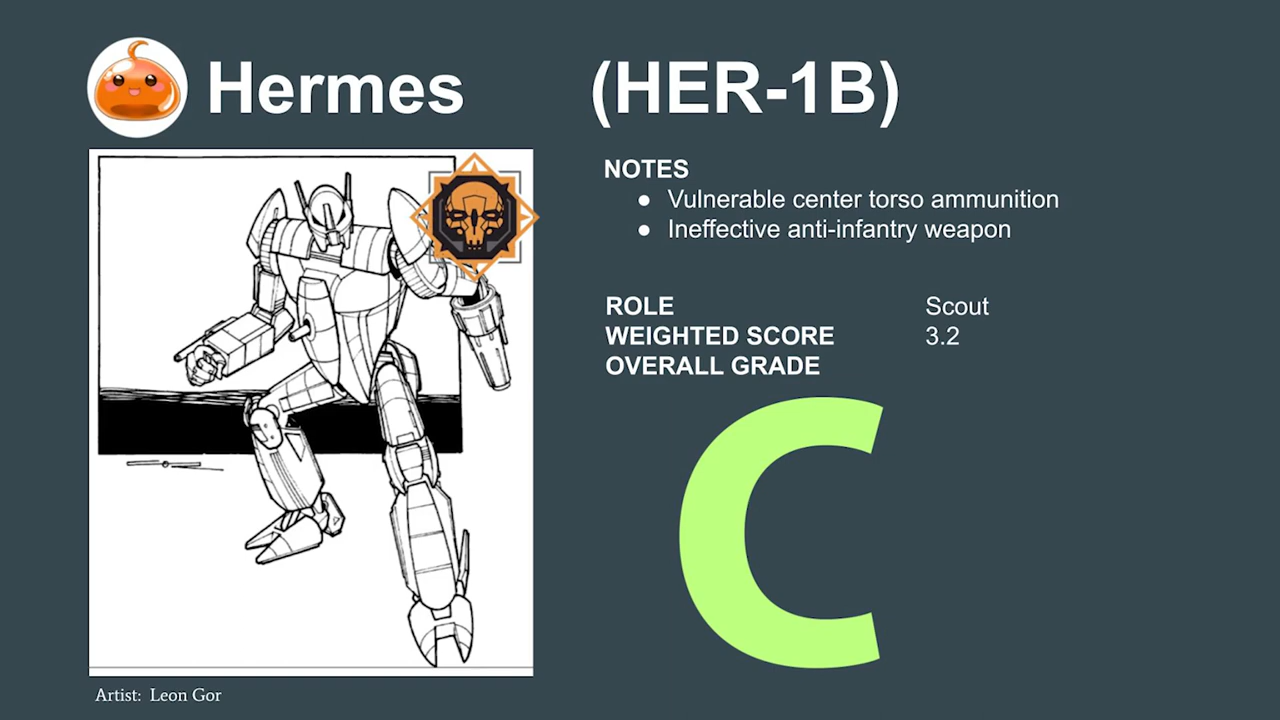 Hermes (HER-1B)
NOTES
● Vulnerable center torso ammunition
● Ineffective anti-infantry weapon
ROLE Scout
WEIGHTED SCORE 3.2
OVERALL GRADE
C
Artist: Leon Gor